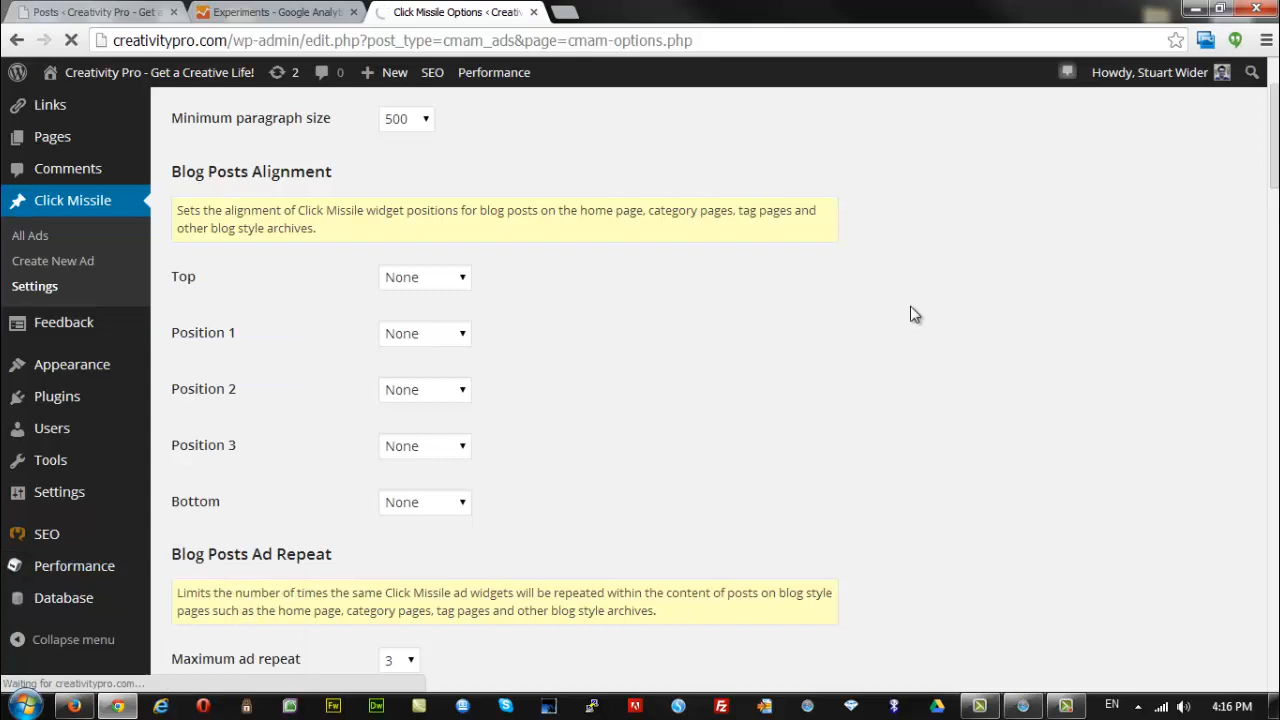 Posts ‹ Creativity Pro - Get a
Experiments - Google Analyti
Click Missile Options ‹ Creativ
creativitypro.com/wp-admin/edit.php?post_type=cmam_ads&page=cmam-options.php
Creativity Pro - Get a Creative Life!
2
0
New
SEO
Performance
Howdy, Stuart Wider
Links
Pages
Comments
Click Missile
All Ads
Create New Ad
Settings
Feedback
Appearance
Plugins
Users
Tools
Settings
SEO
Performance
Database
Collapse menu
Minimum paragraph size
500
Blog Posts Alignment
Sets the alignment of Click Missile widget positions for blog posts on the home page, category pages, tag pages and
other blog style archives.
Top
None
Position 1
None
Position 2
None
Position 3
None
Bottom
None
Blog Posts Ad Repeat
Limits the number of times the same Click Missile ad widgets will be repeated within the content of posts on blog style
pages such as the home page, category pages, tag pages and other blog style archives.
Maximum ad repeat
3
Waiting for creativitypro.com...
Fw
Dw
EN
4:16 PM